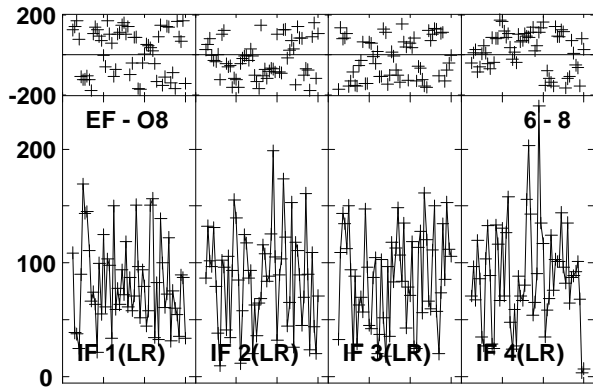 200
-200
EF - O8 6 - 8
200
100
IF 1(LR) IF 2(LR) IF 3(LR) IF 4(LR)
0